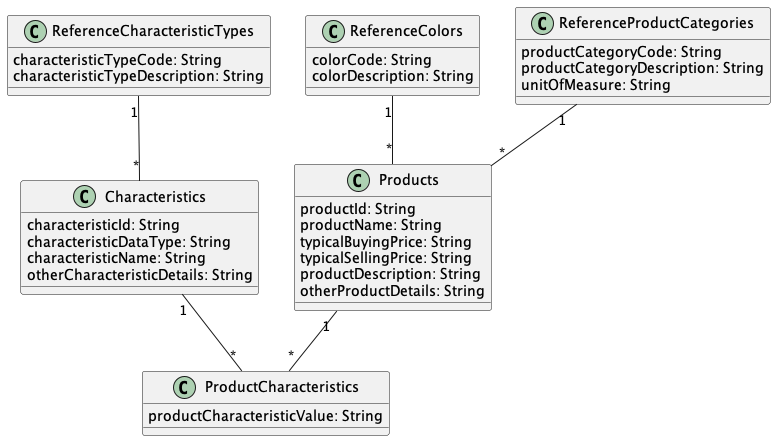 C ReferenceCharacteristicTypes
characteristicTypeCode: String
characteristicTypeDescription: String
C ReferenceColors
colorCode: String
colorDescription: String
C ReferenceProductCategories
productCategoryCode: String
productCategoryDescription: String
unitOfMeasure: String
1
*
1
*
1
*
C Characteristics
characteristicId: String
characteristicDataType: String
characteristicName: String
otherCharacteristicDetails: String
C Products
productId: String
productName: String
typicalBuyingPrice: String
typicalSellingPrice: String
productDescription: String
otherProductDetails: String
1
*
1
*
C ProductCharacteristics
productCharacteristicValue: String